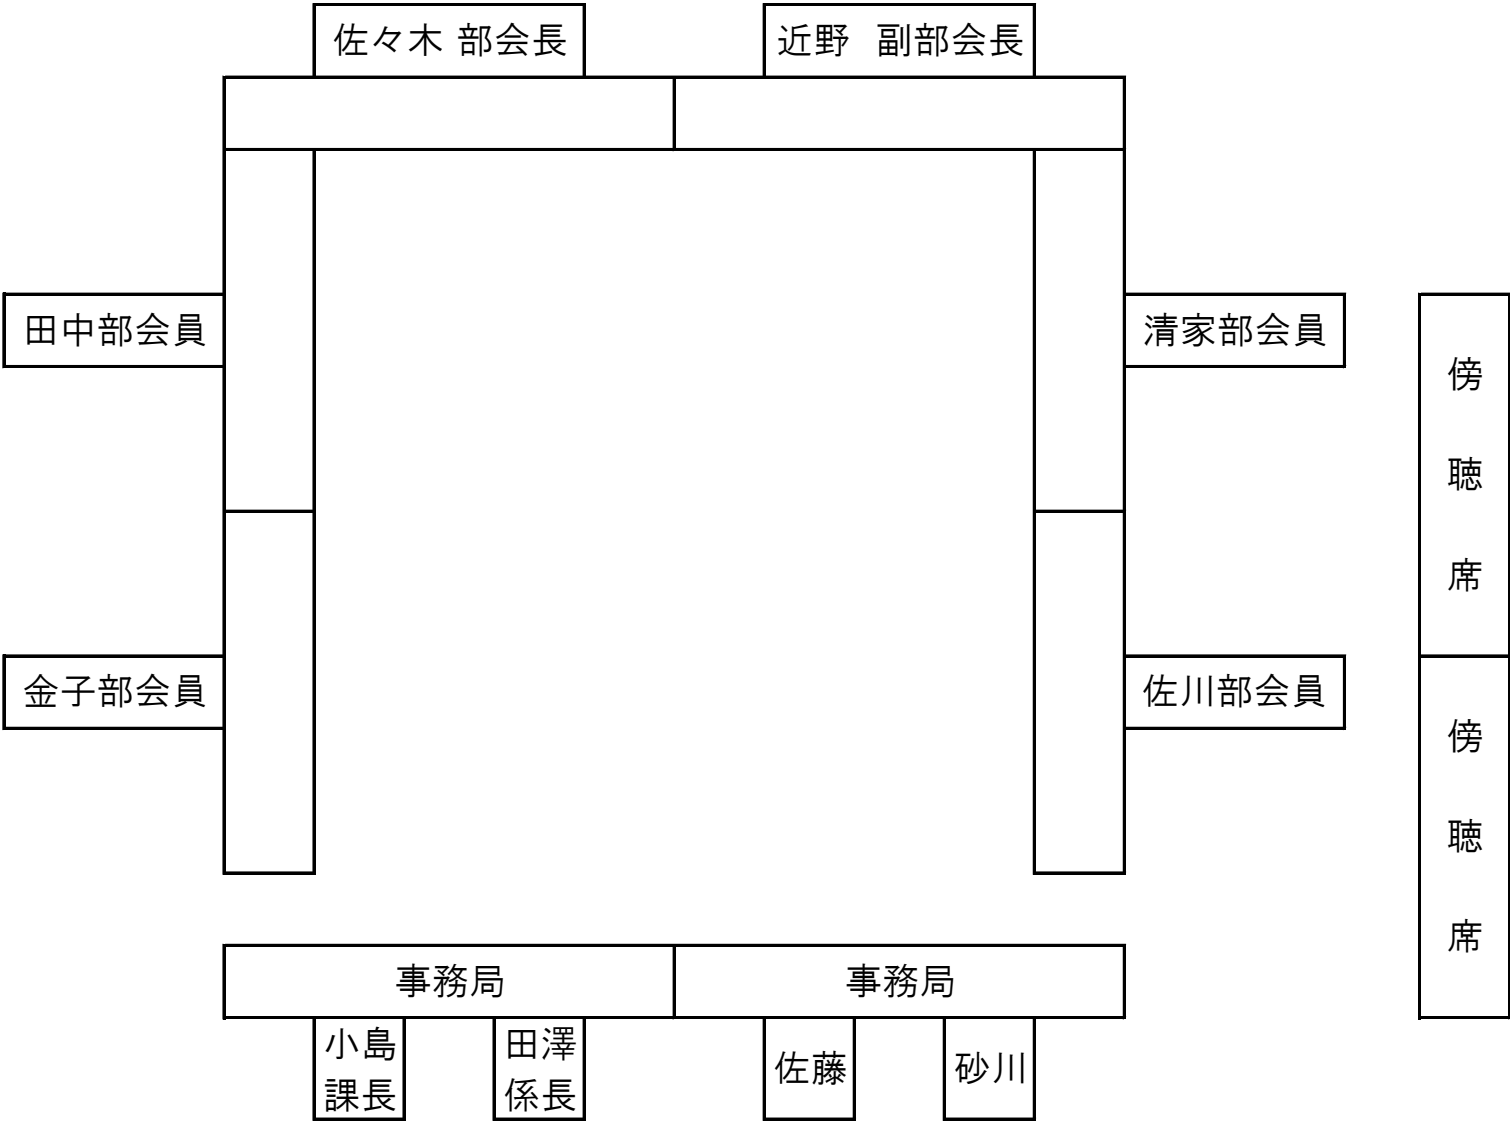 佐々木 部会長
近野 副部会長
田中部会員
清家部会員
傍聴席
金子部会員
佐川部会員
傍聴席
事務局
事務局
小島
課長
田澤
係長
佐藤
砂川